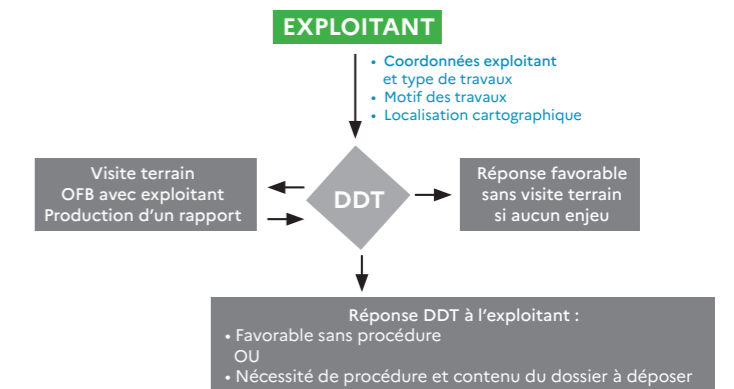 EXPLOITANT
• Coordonnées exploitant
et type de travaux
• Motif des travaux
• Localisation cartographique
Visite terrain
OFB avec exploitant
Production d'un rapport
DDT
Réponse favorable
sans visite terrain
si aucun enjeu
Réponse DDT à l'exploitant :
• Favorable sans procédure
OU
• Nécessité de procédure et contenu du dossier à déposer